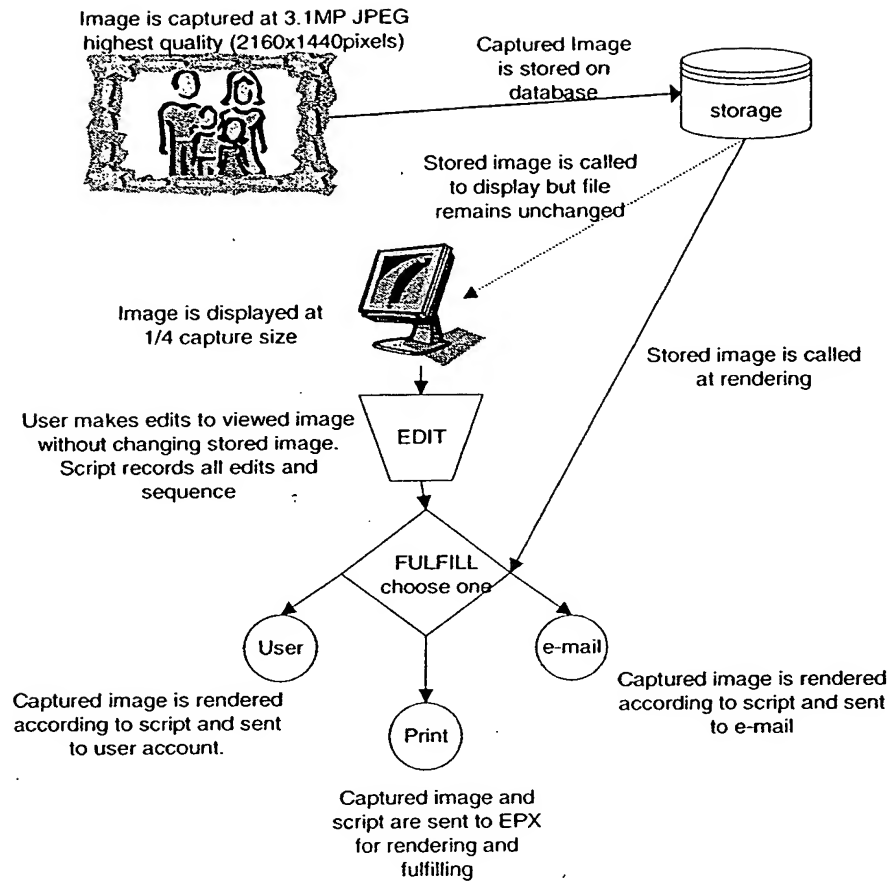 Image is captured at 3.1MP JPEG
highest quality (2160x1440pixels)
Captured Image
is stored on
database
storage
Stored image is called
to display but file
remains unchanged
Image is displayed at
1/4 capture size
Stored image is called
at rendering
User makes edits to viewed image
without changing stored image.
Script records all edits and
sequence
EDIT
FULFILL
choose one
User
e-mail
Captured image is rendered
according to script and sent
to user account.
Print
Captured image is rendered
according to script and sent
to e-mail
Captured image and
script are sent to EPX
for rendering and
fulfilling